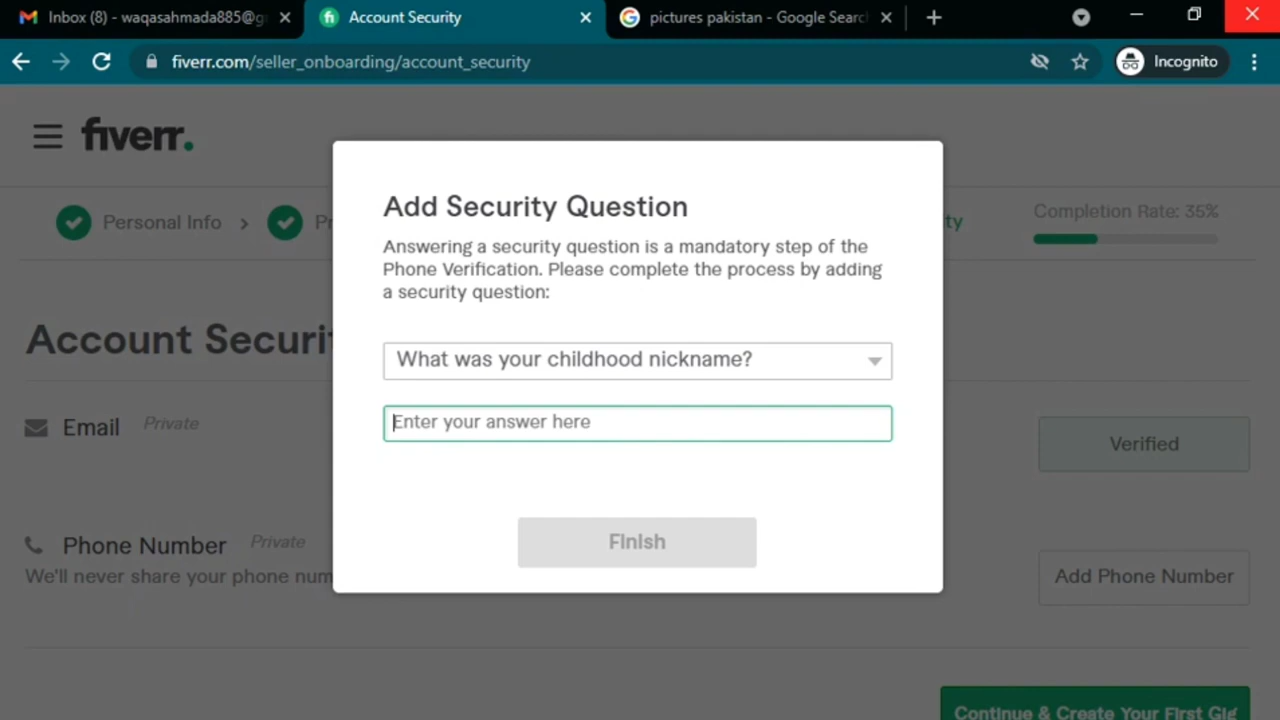 Inbox (8) - waqasahmada885@g
Account Security
pictures pakistan - Google Search
fiverr.com/seller_onboarding/account_security
Incognito
fiverr.
Personal Info
Completion Rate: 35%
Add Security Question
Answering a security question is a mandatory step of the
Phone Verification. Please complete the process by adding
a security question:
What was your childhood nickname?
Enter your answer here
Finish
Account Securit
Email Private
Verified
Phone Number Private
We'll never share your phone num
Add Phone Number
Continue & Create Your First Gig